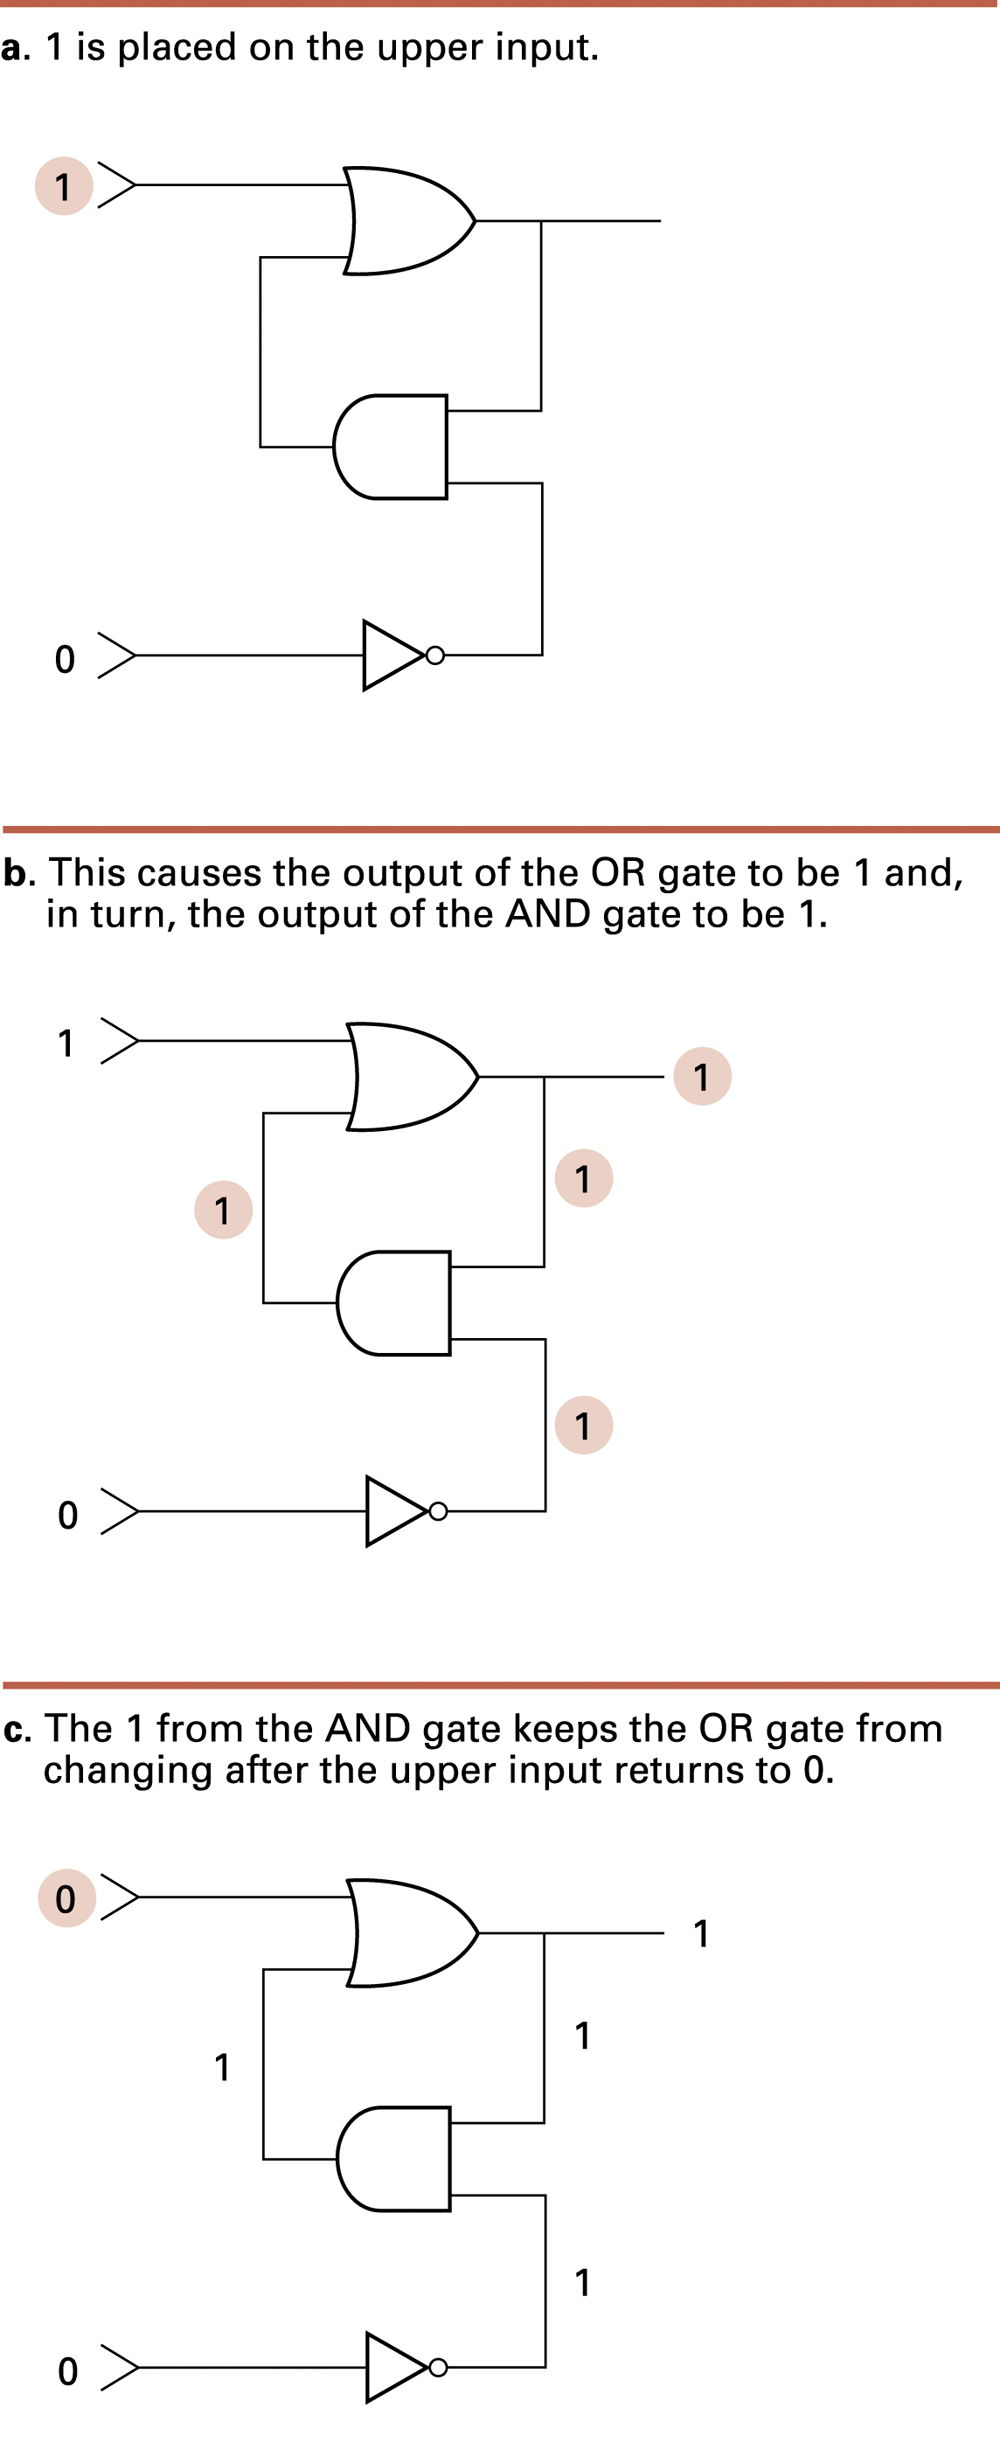 a. 1 is placed on the upper input.
1
0
b. This causes the output of the OR gate to be 1 and,
in turn, the output of the AND gate to be 1.
1
1
1
1
1
0
c. The 1 from the AND gate keeps the OR gate from
changing after the upper input returns to 0.
0
1
1
1
1
0